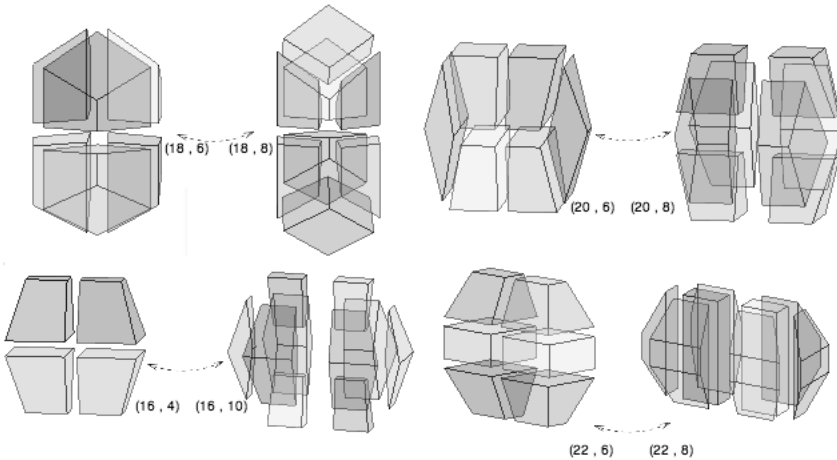 (18 , 6) (18 , 8)
(20 , 6) (20 , 8)
(16 , 4) (16 , 10)
(22 , 6) (22 , 8)